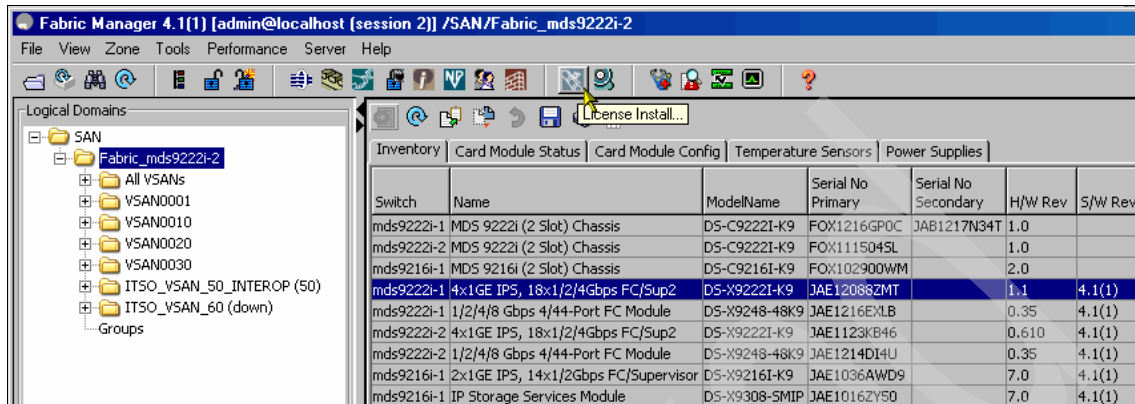 Fabric Manager 4.1(1) [admin@localhost (session 2)] /SAN/Fabric_mds9222i-2
File View Zone Tools Performance Server Help
License Install...
Logical Domains
SAN
Fabric_mds9222i-2
All VSANs
VSAN0001
VSAN0010
VSAN0020
VSAN0030
ITSO_VSAN_50_INTEROP (50)
ITSO_VSAN_60 (down)
Groups
Inventory Card Module Status Card Module Config Temperature Sensors Power Supplies
Switch Name ModelName Serial No Primary Serial No Secondary H/W Rev S/W Rev
mds9222i-1 MDS 9222i (2 Slot) Chassis DS-C9222I-K9 FOX1216GP0C JAB1217N34T 1.0
mds9222i-2 MDS 9222i (2 Slot) Chassis DS-C9222I-K9 FOX111504SL 1.0
mds9216i-1 MDS 9216i (2 Slot) Chassis DS-C9216I-K9 FOX102900WM 2.0
mds9222i-1 4x1GE IPS, 18x1/2/4Gbps FC/Sup2 DS-X9222I-K9 JAE12088ZMT 1.1 4.1(1)
mds9222i-1 1/2/4/8 Gbps 4/44-Port FC Module DS-X9248-48K9 JAE1216EXLB 0.35 4.1(1)
mds9222i-2 4x1GE IPS, 18x1/2/4Gbps FC/Sup2 DS-X9222I-K9 JAE1123KB46 0.610 4.1(1)
mds9222i-2 1/2/4/8 Gbps 4/44-Port FC Module DS-X9248-48K9 JAE1214DI4U 0.35 4.1(1)
mds9216i-1 2x1GE IPS, 14x1/2Gbps FC/Supervisor DS-X9216I-K9 JAE1036AWD9 7.0 4.1(1)
mds9216i-1 IP Storage Services Module DS-X9308-SMIP JAE1016ZY50 7.0 4.1(1)